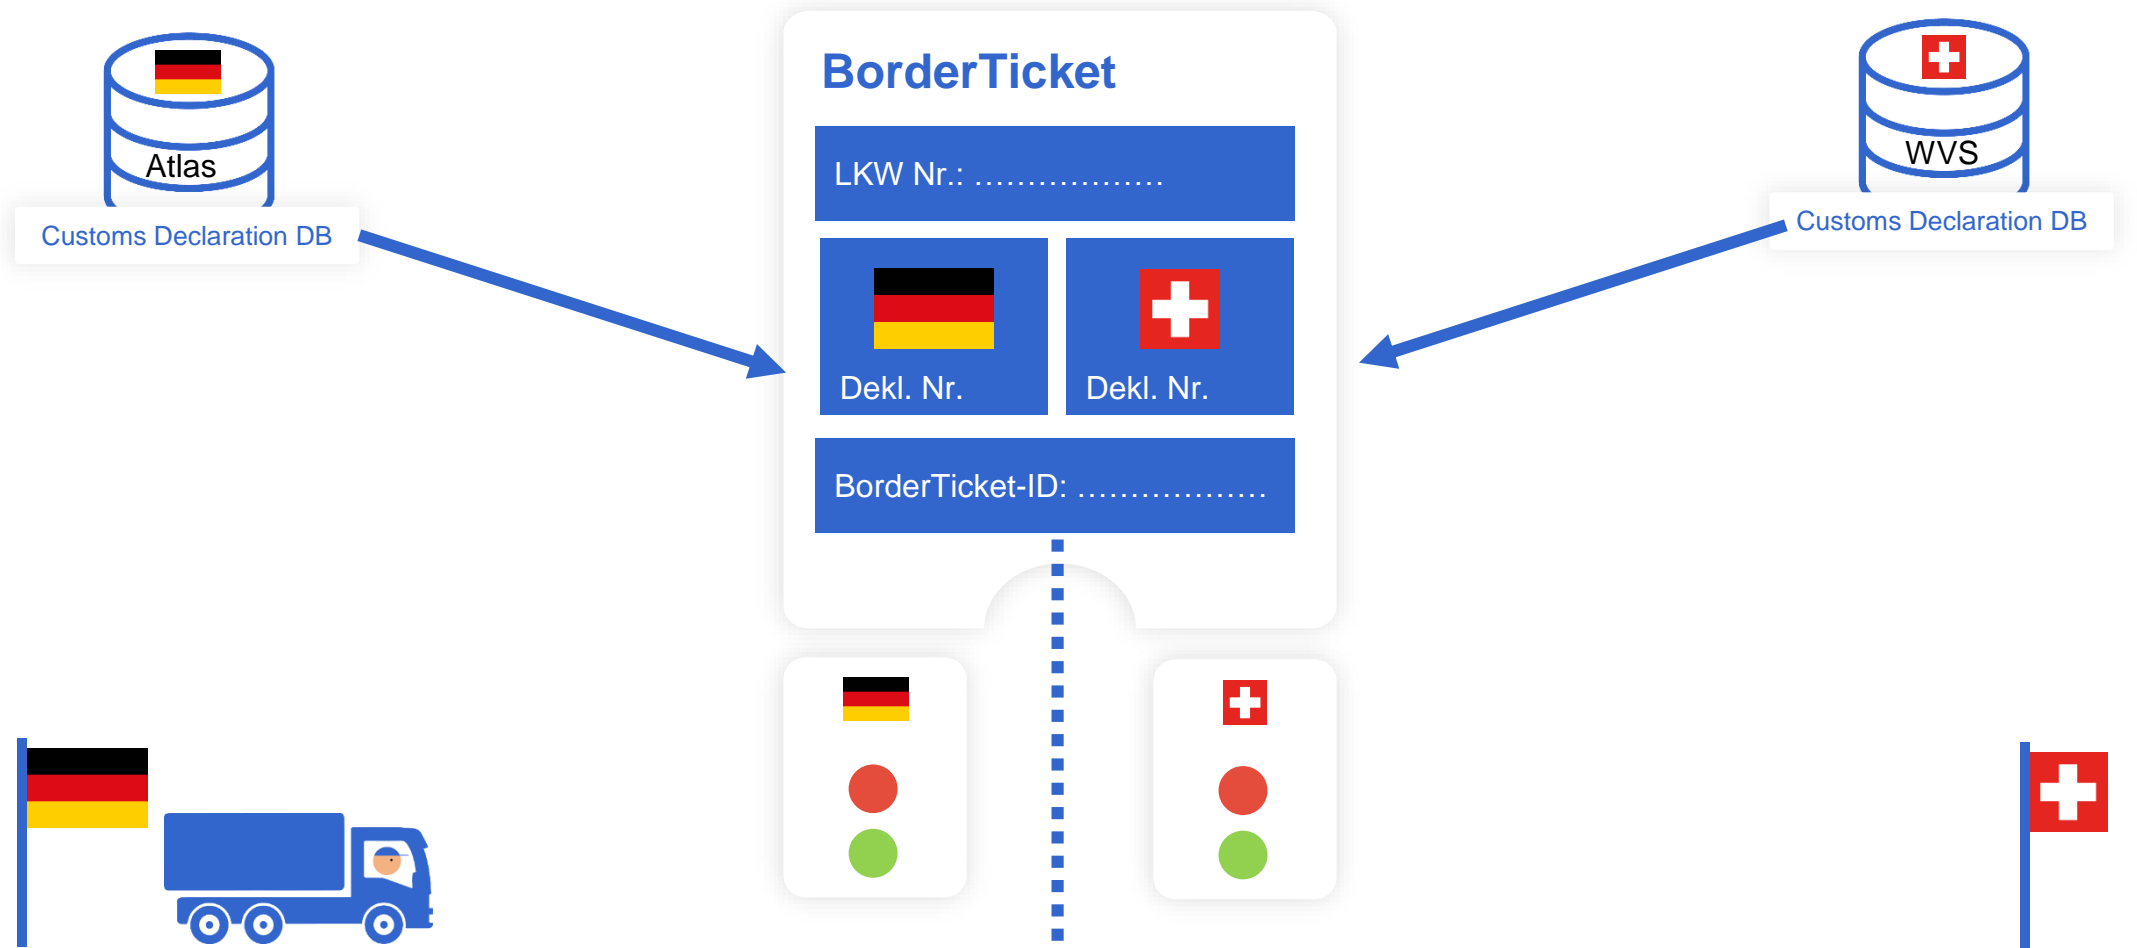 BorderTicket
Atlas
WVS
LKW Nr.: ………………
Customs Declaration DB
Customs Declaration DB
Dekl. Nr.
Dekl. Nr.
BorderTicket-ID: ………………